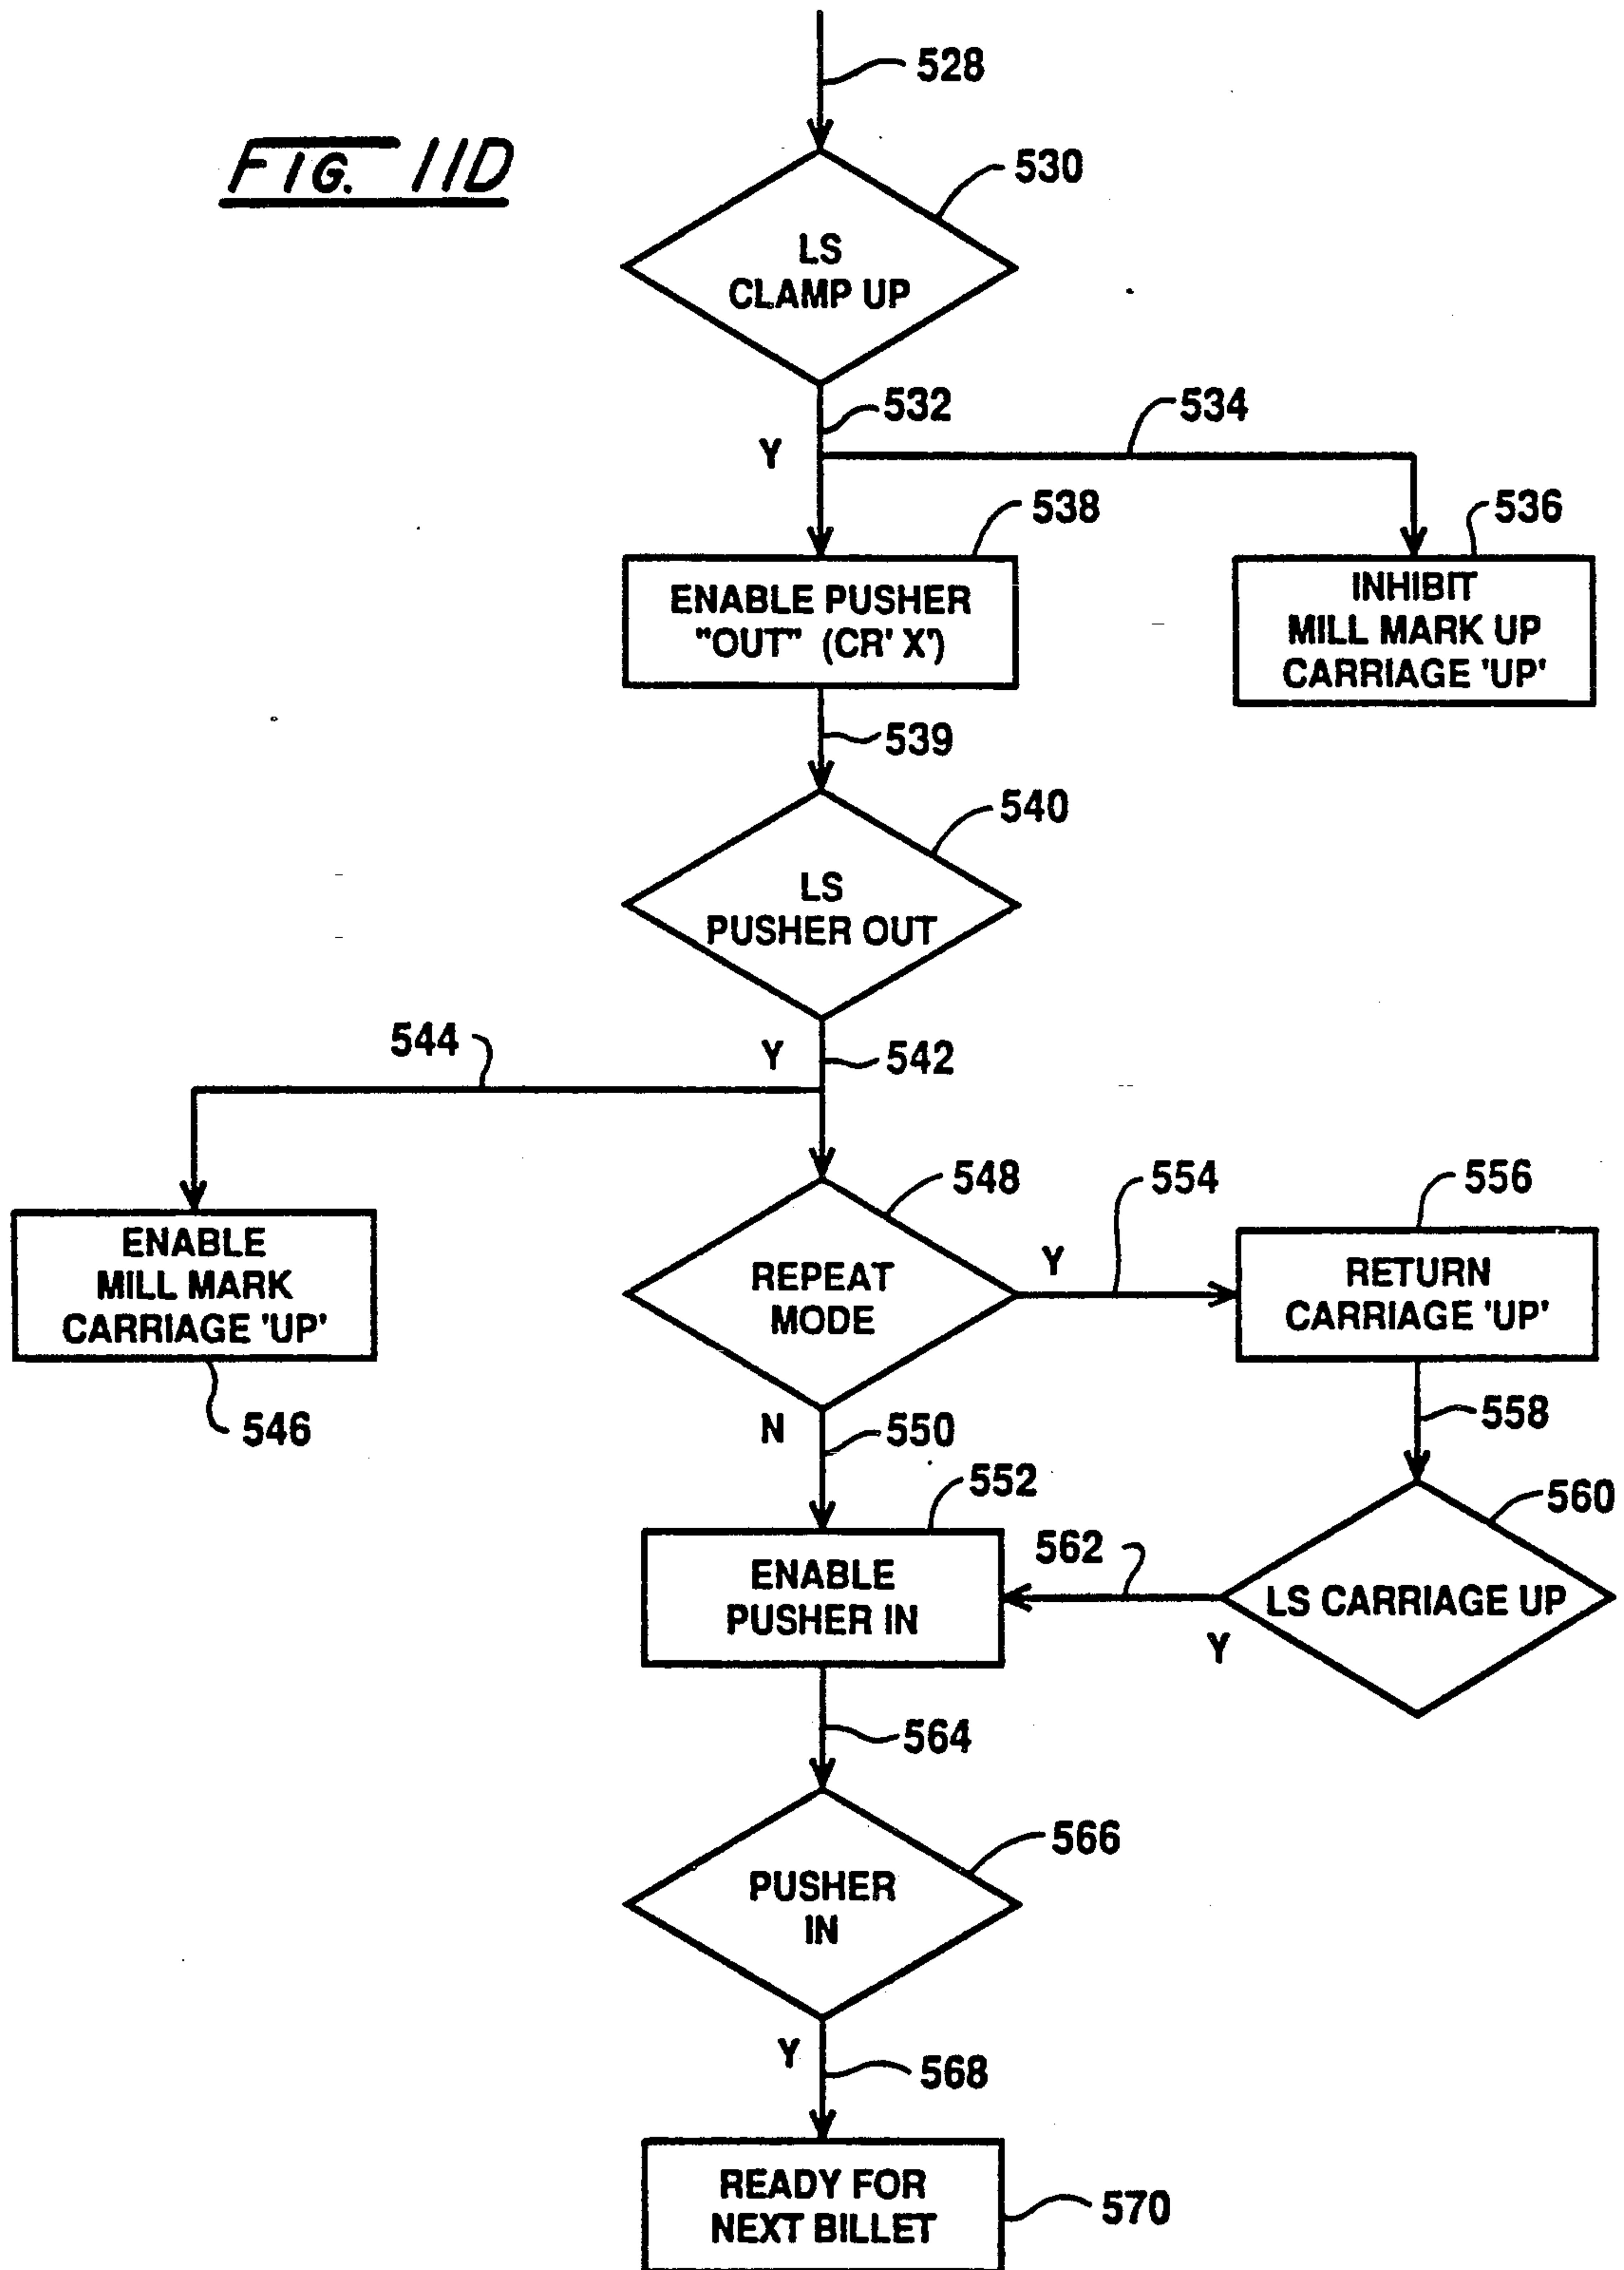 FIG. 11D
528
530
LS
CLAMP UP
532
534
Y
538
536
ENABLE PUSHER
"OUT" (CR' X')
INHIBIT
MILL MARK UP
CARRIAGE 'UP'
539
540
LS
PUSHER OUT
544
Y
542
548
554
556
ENABLE
MILL MARK
CARRIAGE 'UP'
546
REPEAT
MODE
Y
RETURN
CARRIAGE 'UP'
558
N
550
552
560
562
ENABLE
PUSHER IN
LS CARRIAGE UP
Y
564
566
PUSHER
IN
Y
568
READY FOR
NEXT BILLET
570